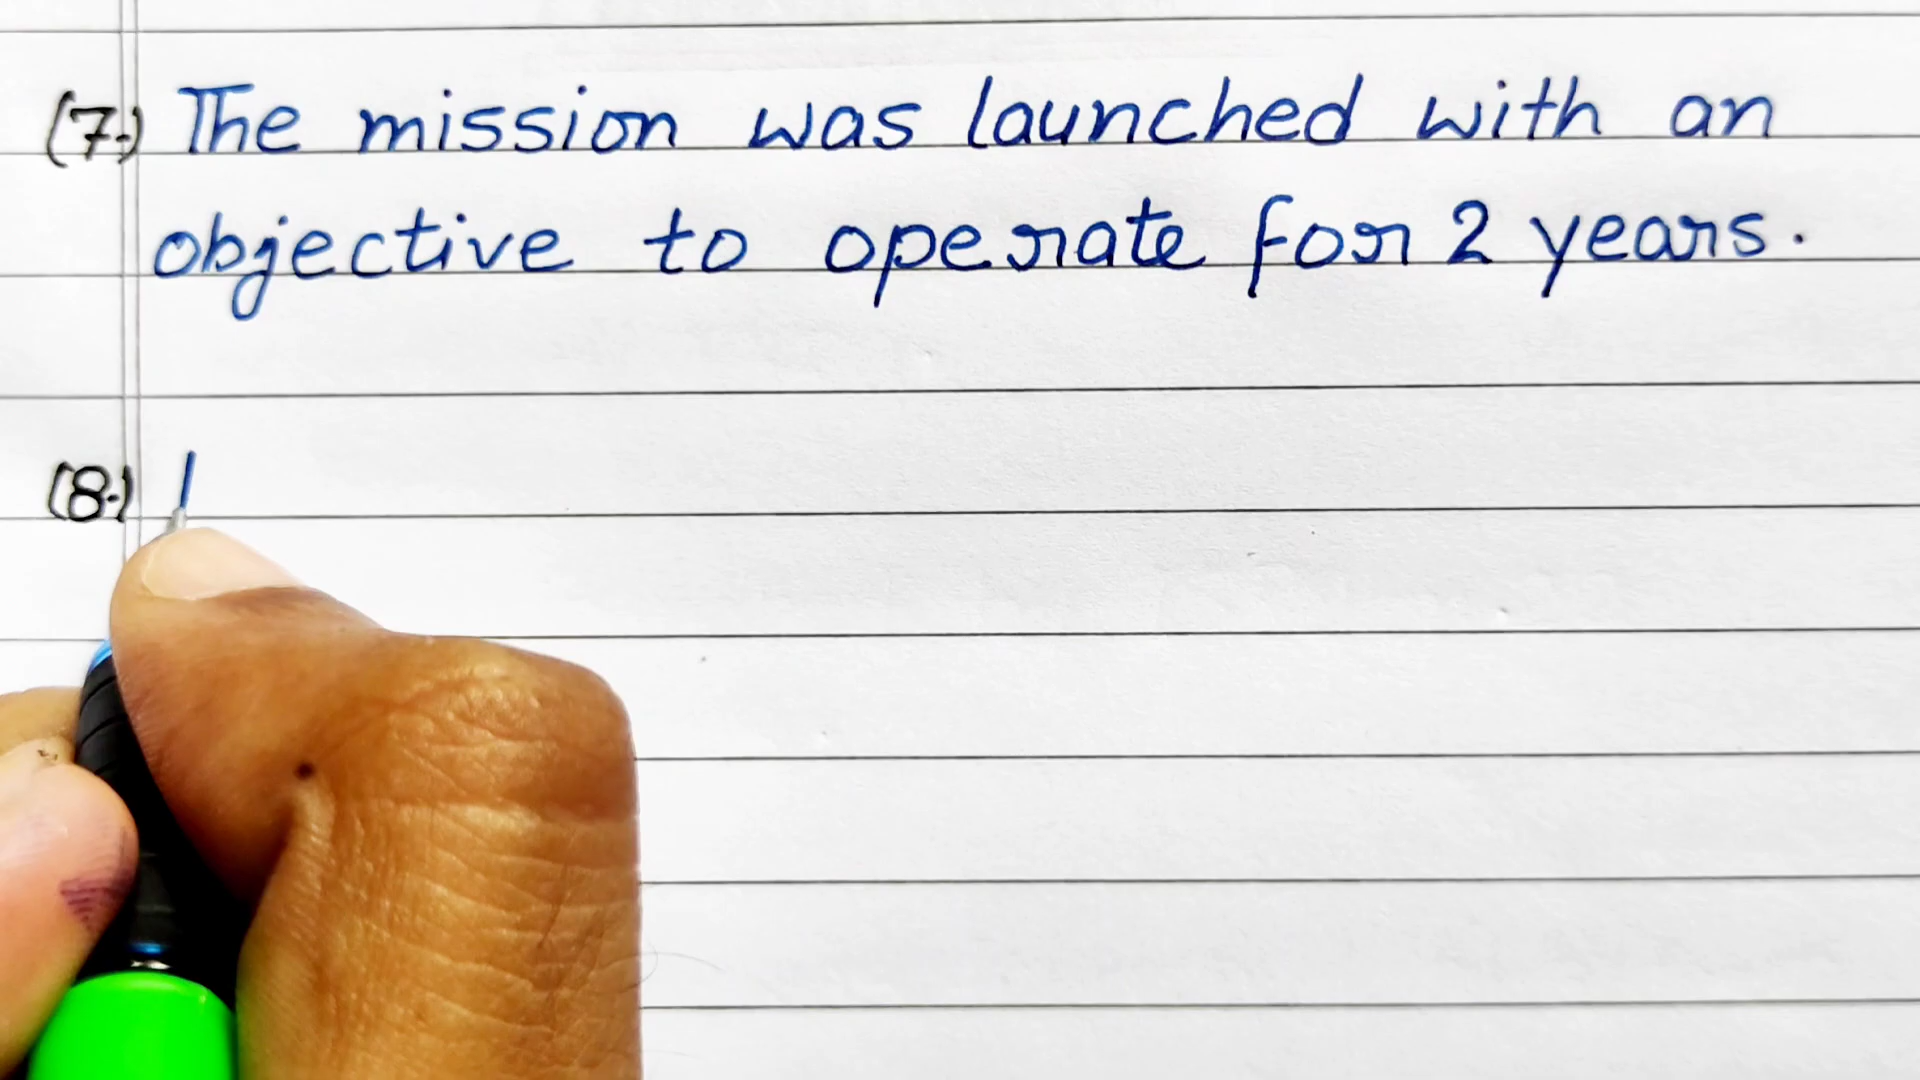 (7.) The mission was launched with an
objective to operate for 2 years.
(8.)